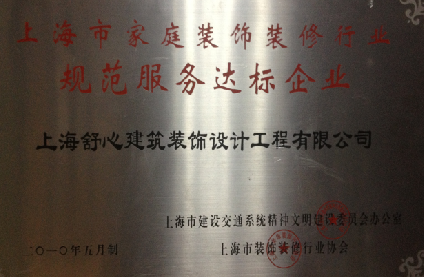 上海市家庭装饰装修行业
规范服务达标企业
上海舒心建筑装饰设计工程有限公司
上海市建设交通系统精神文明建设委员会办公室
二〇一〇年五月制
上海市装饰装修行业协会